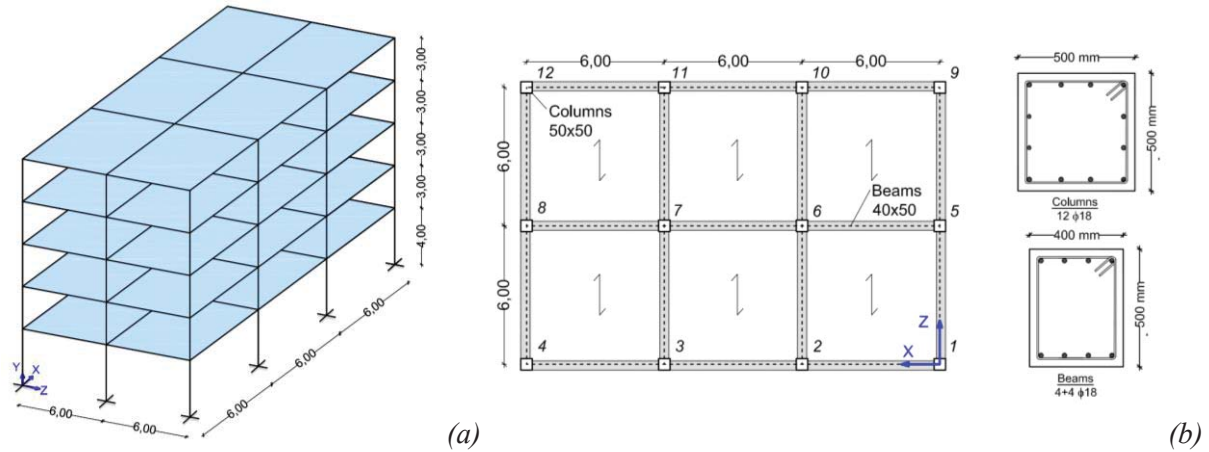 3,00
3,00
3,00
3,00
4,00
Y
X
Z
6,00
6,00
6,00
6,00
6,00
(a)
6,00 6,00 6,00
12 11 10 9
Columns
50x50
6,00
Beams
40x50
8 7 6 5
6,00
Z
4 3 2 1
X
500 mm
500 mm
Columns
12 ϕ18
400 mm
500 mm
Beams
4+4 ϕ18
(b)